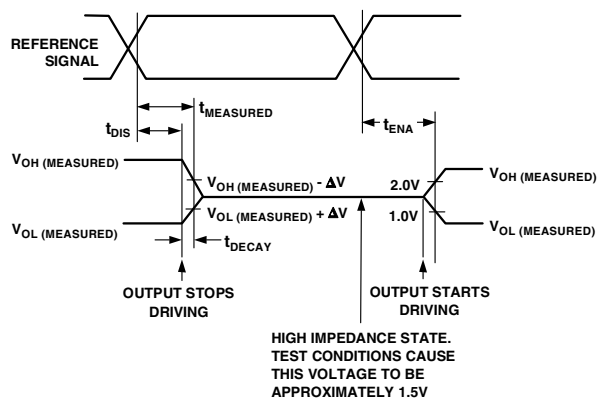 REFERENCE
SIGNAL
tMEASURED
tDIS
tENA
VOH (MEASURED)
VOH (MEASURED) - ΔV
2.0V
VOH (MEASURED)
VOL (MEASURED)
VOL (MEASURED) + ΔV
1.0V
VOL (MEASURED)
tDECAY
OUTPUT STOPS
DRIVING
OUTPUT STARTS
DRIVING
HIGH IMPEDANCE STATE.
TEST CONDITIONS CAUSE
THIS VOLTAGE TO BE
APPROXIMATELY 1.5V